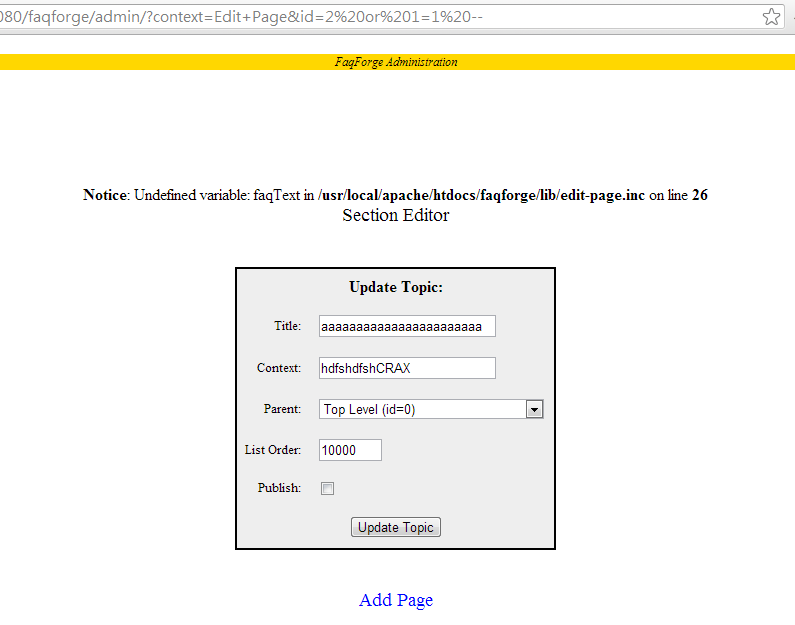 080/faqforge/admin/?context=Edit+Page&id=2%20or%201=1%20--
FaqForge Administration
Notice: Undefined variable: faqText in /usr/local/apache/htdocs/faqforge/lib/edit-page.inc on line 26
Section Editor
Update Topic:
Title: aaaaaaaaaaaaaaaaaaaaaaa
Context: hdfshdfshCRAX
Parent: Top Level (id=0)
List Order: 10000
Publish:
Update Topic
Add Page